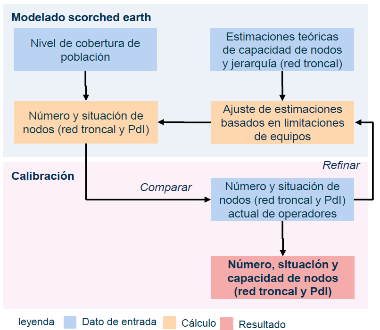 Modelado scorched earth
Nivel de cobertura de
población
Estimaciones teóricas
de capacidad de nodos
y jerarquía (red troncal)
Número y situación de
nodos (red troncal y PdI)
Ajuste de estimaciones
basados en limitaciones
de equipos
Refinar
Calibración
Comparar
Número y situación de
nodos (red troncal y PdI)
actual de operadores
Número, situación y
capacidad de nodos
(red troncal y PdI)
leyenda
Dato de entrada
Cálculo
Resultado